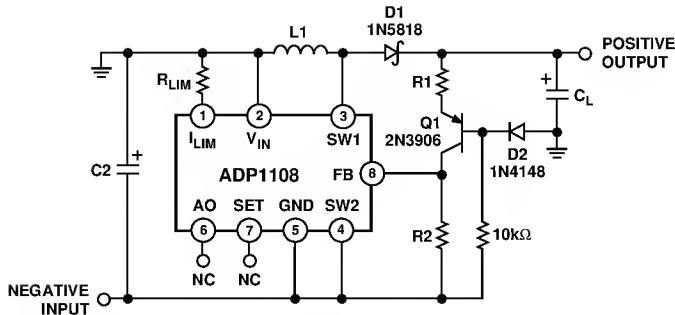 D1
1N5818
L1
POSITIVE
OUTPUT
RLIM
R1
+
CL
1
2
3
ILIM
VIN
SW1
Q1
2N3906
D2
1N4148
C2
+
ADP1108
FB
8
AO
SET
GND
SW2
6
7
5
4
R2
10kΩ
NC
NC
NEGATIVE
INPUT